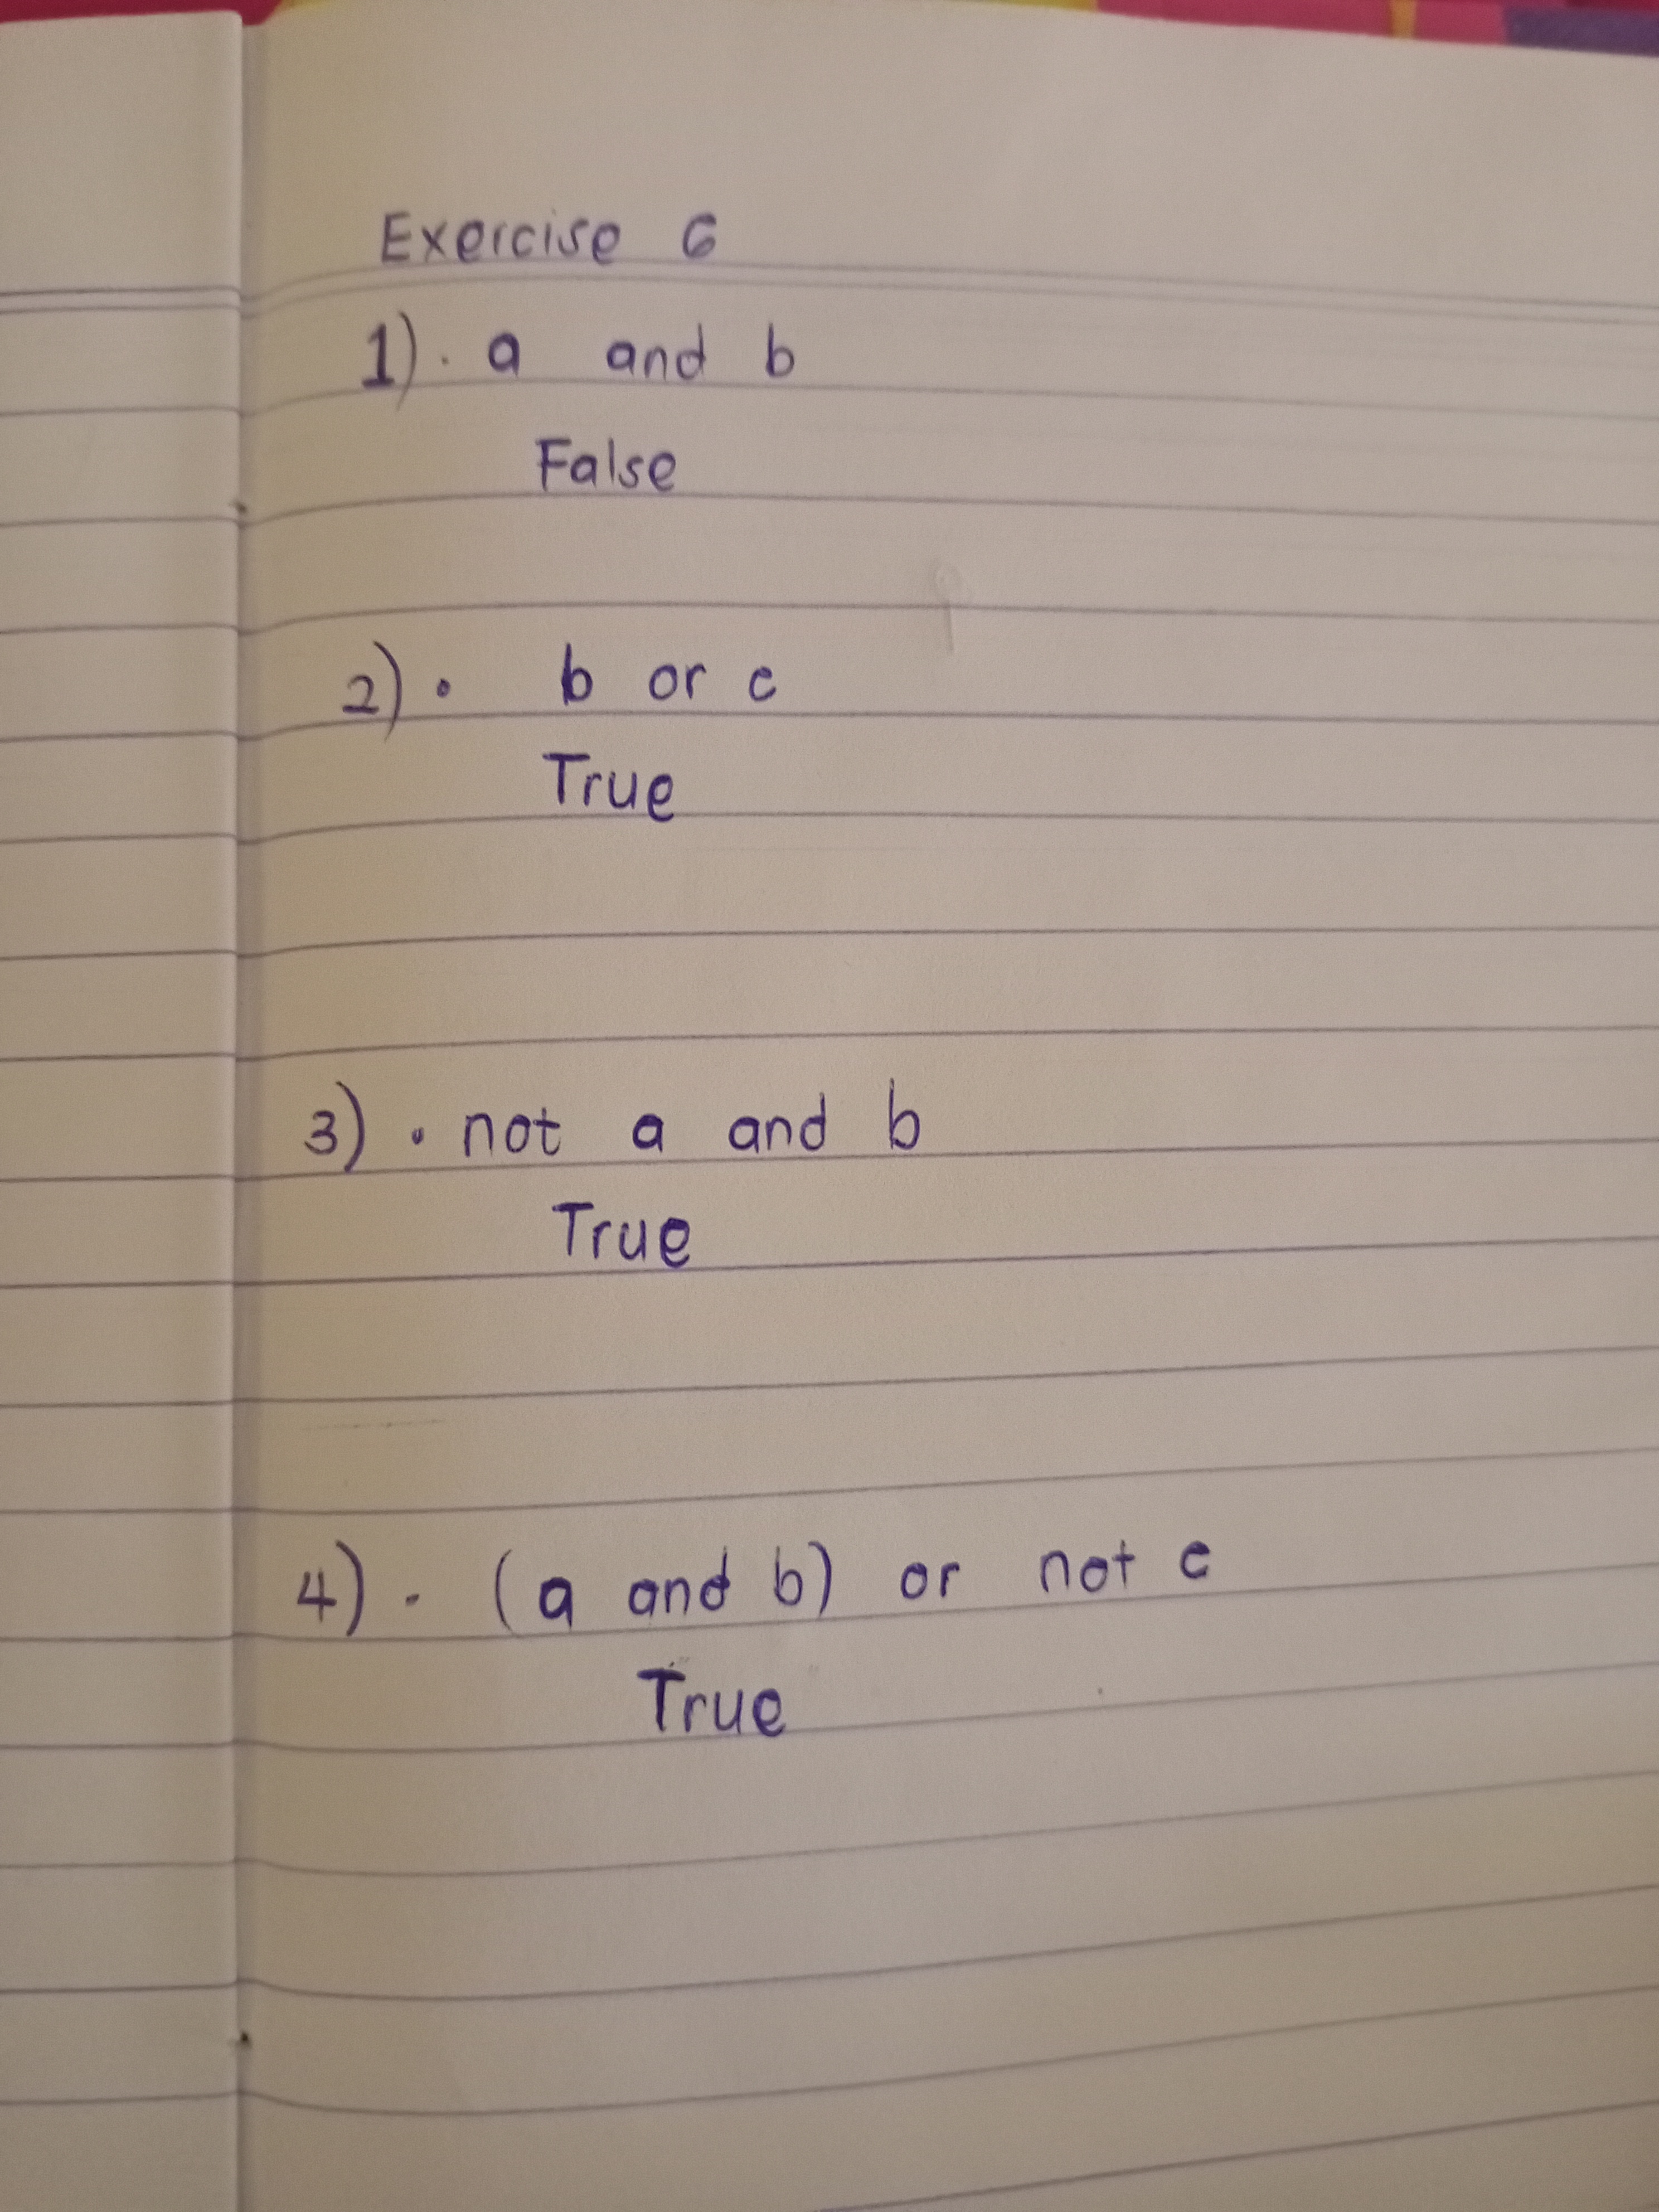 Exercise 6
1) . a and b
False
2) . b or c
True
3) . not a and b
True
4) . (a and b) or not c
True